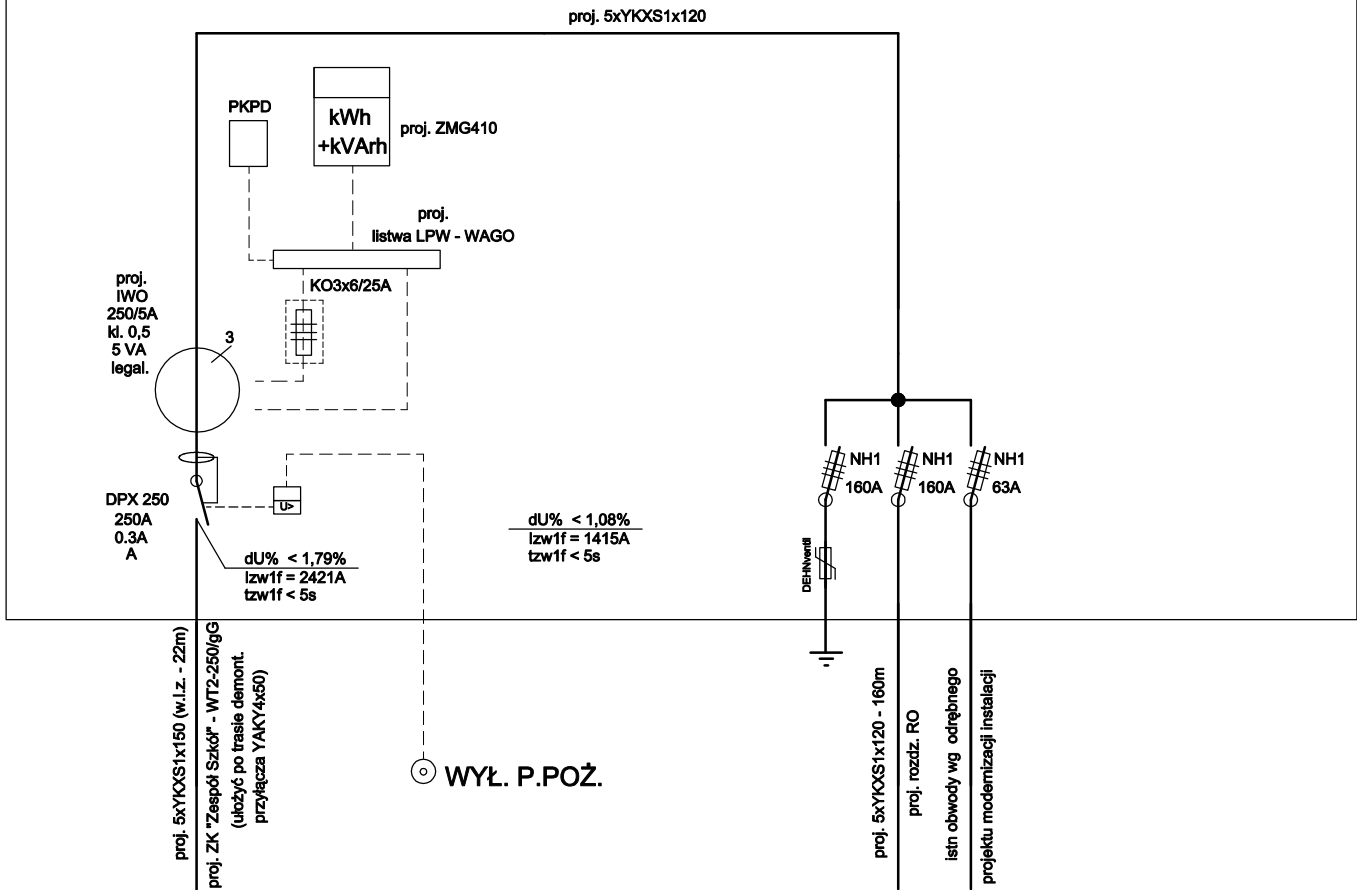 proj. 5xYKXS1x120
PKPD
kWh
+kVArh
proj. ZMG410
proj.
listwa LPW - WAGO
KO3x6/25A
proj.
IWO
250/5A
kl. 0,5
5 VA
legal.
3
DPX 250
250A
0.3A
A
U>
dU% < 1,79%
Izw1f = 2421A
tzw1f < 5s
dU% < 1,08%
Izw1f = 1415A
tzw1f < 5s
NH1
160A
NH1
160A
NH1
63A
DEHNventil
proj. 5xYKXS1x150 (w.l.z. - 22m)
proj. ZK "Zespół Szkół" - WT2-250/gG
(ułożyć po trasie demont.
przyłącza YAKY4x50)
WYŁ. P.POŻ.
proj. 5xYKXS1x120 - 160m
proj. rozdz. RO
istn obwody wg odrębnego
projektu modernizacji instalacji